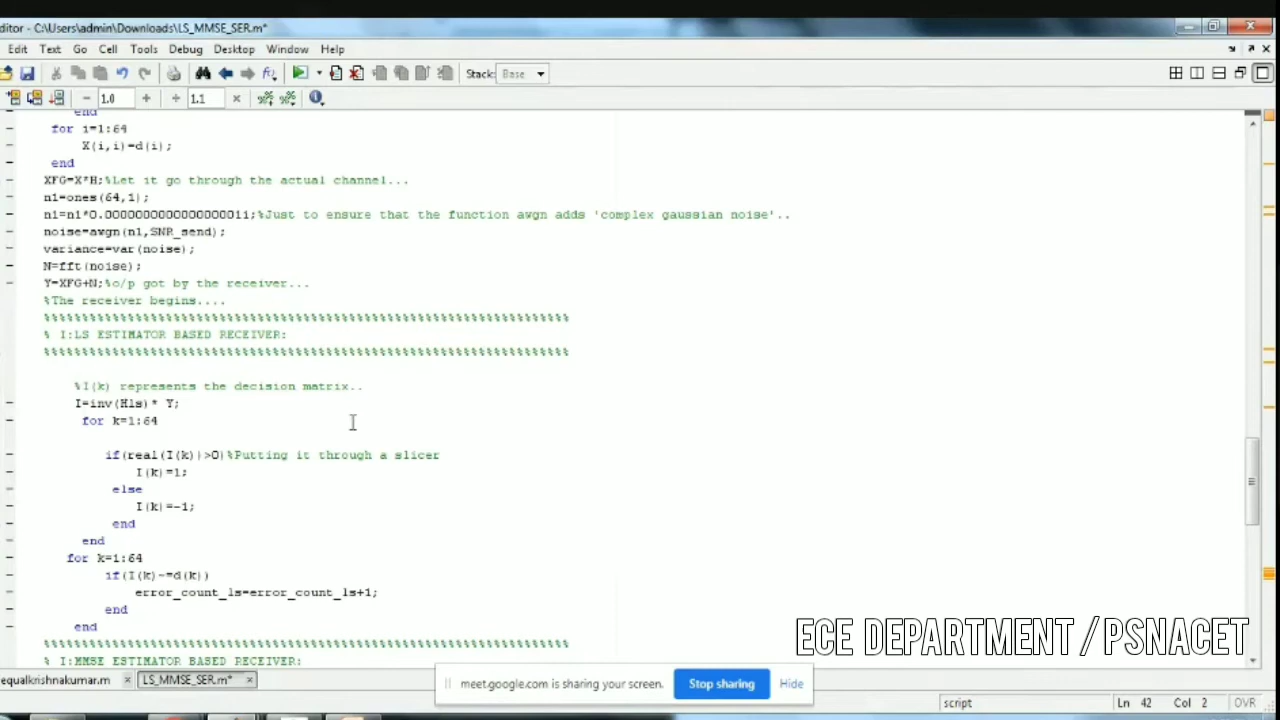 ditor - C:\Users\admin\Downloads\LS_MMSE_SER.m*
Edit Text Go Cell Tools Debug Desktop Window Help
Stack: Base
- 1.0 + ÷ 1.1 ×
end
for i=1:64
X(i,i)=d(i);
end
XFG=X*H;%Let it go through the actual channel...
n1=ones(64,1);
n1=n1*0.000000000000000000011;%Just to ensure that the function awgn adds 'complex gaussian noise'..
noise=awgn(n1,SNR_send);
variance=var(noise);
N=fft(noise);
Y=XFG+N;%o/p got by the receiver...
%The receiver begins....
%%%%%%%%%%%%%%%%%%%%%%%%%%%%%%%%%%%%%%%%%%%%%%%%%%%%%%%%%%%%%%%%%%%%%%%
% I:LS ESTIMATOR BASED RECEIVER:
%%%%%%%%%%%%%%%%%%%%%%%%%%%%%%%%%%%%%%%%%%%%%%%%%%%%%%%%%%%%%%%%%%%%%%%
%I(k) represents the decision matrix..
I=inv(Hls)* Y;
for k=1:64
if(real(I(k))>0)%Putting it through a slicer
I(k)=1;
else
I(k)=-1;
end
end
for k=1:64
if(I(k)~=d(k))
error_count_ls=error_count_ls+1;
end
end
%%%%%%%%%%%%%%%%%%%%%%%%%%%%%%%%%%%%%%%%%%%%%%%%%%%%%%%%%%%%%%%%%%%%%%%
% I:MMSE ESTIMATOR BASED RECEIVER:
ECE DEPARTMENT / PSNACET
equalkrishnakumar.m × LS_MMSE_SER.m* ×
meet.google.com is sharing your screen. Stop sharing Hide
script Ln 42 Col 2 OVR